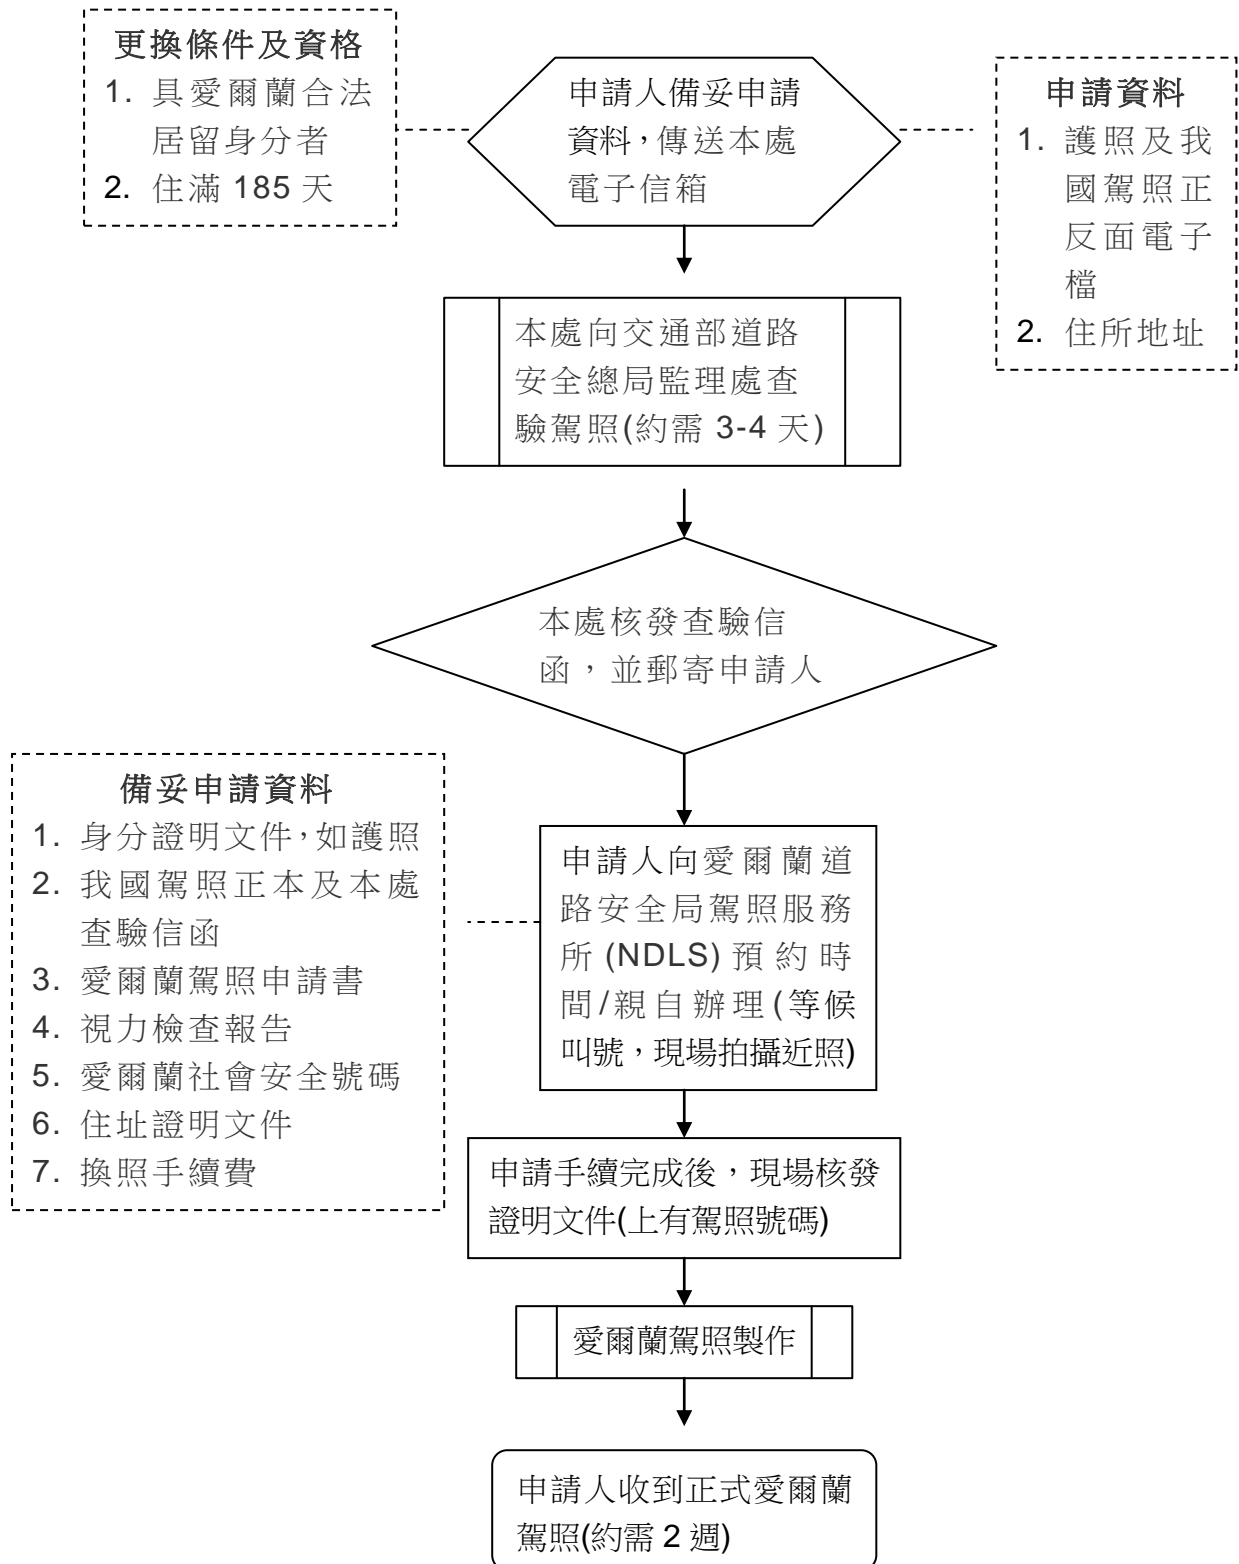 更換條件及資格
1. 具愛爾蘭合法
居留身分者
2. 住滿 185 天
申請人備妥申請
資料，傳送本處
電子信箱
申請資料
1. 護照及我
國駕照正
反面電子
檔
2. 住所地址
本處向交通部道路
安全總局監理處查
驗駕照(約需 3-4 天)
本處核發查驗信
函，並郵寄申請人
備妥申請資料
1. 身分證明文件，如護照
2. 我國駕照正本及本處
查驗信函
3. 愛爾蘭駕照申請書
4. 視力檢查報告
5. 愛爾蘭社會安全號碼
6. 住址證明文件
7. 換照手續費
申請人向愛爾蘭道
路安全局駕照服務
所(NDLS)預約時
間/親自辦理(等候
叫號，現場拍攝近照)
申請手續完成後，現場核發
證明文件(上有駕照號碼)
愛爾蘭駕照製作
申請人收到正式愛爾蘭
駕照(約需 2 週)